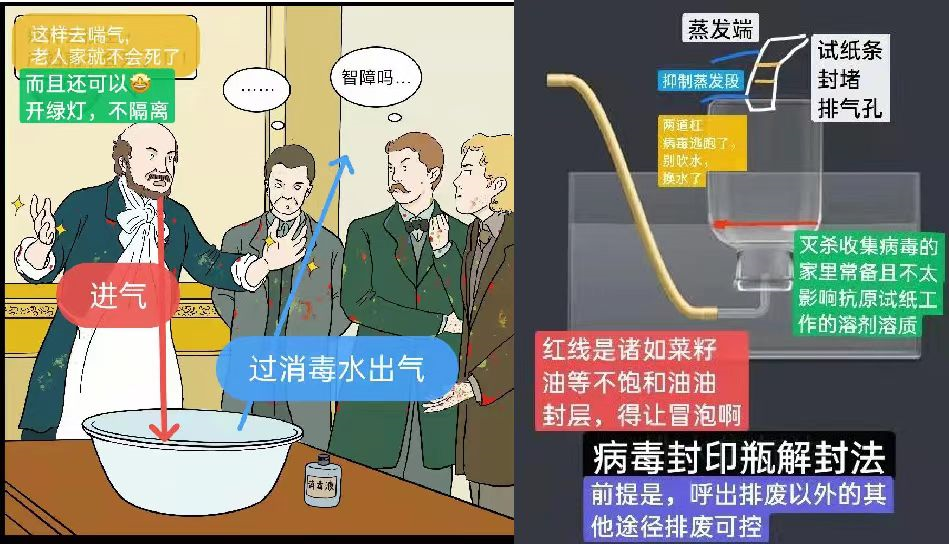 这样去喘气，
老人家就不会死了
而且还可以🤩
开绿灯，不隔离
……
智障吗…
进气
过消毒水出气
消毒液
蒸发端
试纸条
封堵
排气孔
抑制蒸发段
两道杠
病毒逃跑了，
别吹水，
换水了
灭杀收集病毒的
家里常备且不太
影响抗原试纸工
作的溶剂溶质
红线是诸如菜籽
油等不饱和油油
封层，得让冒泡啊
病毒封印瓶解封法
前提是，呼出排废以外的其
他途径排废可控